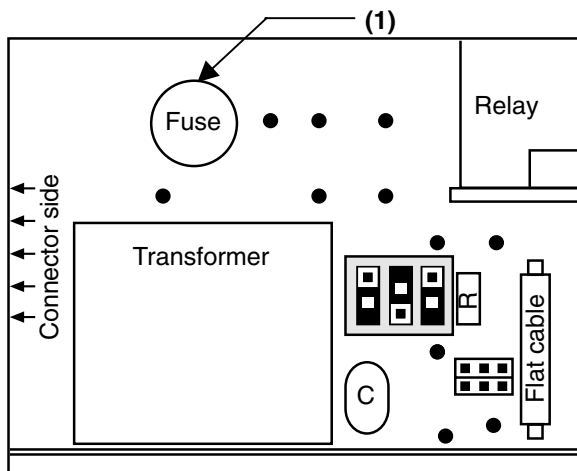 (1)
Fuse
Relay
Connector side
Transformer
R
Flat cable
C